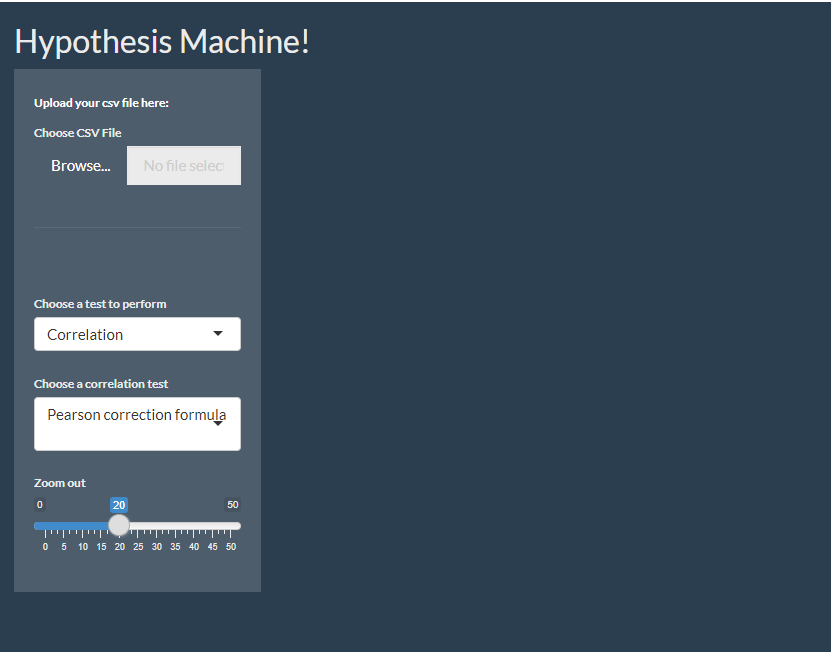 Hypothesis Machine!
Upload your csv file here:
Choose CSV File
Browse... No file selec
Choose a test to perform
Correlation
Choose a correlation test
Pearson correction formula
Zoom out
0 20 50
0 5 10 15 20 25 30 35 40 45 50